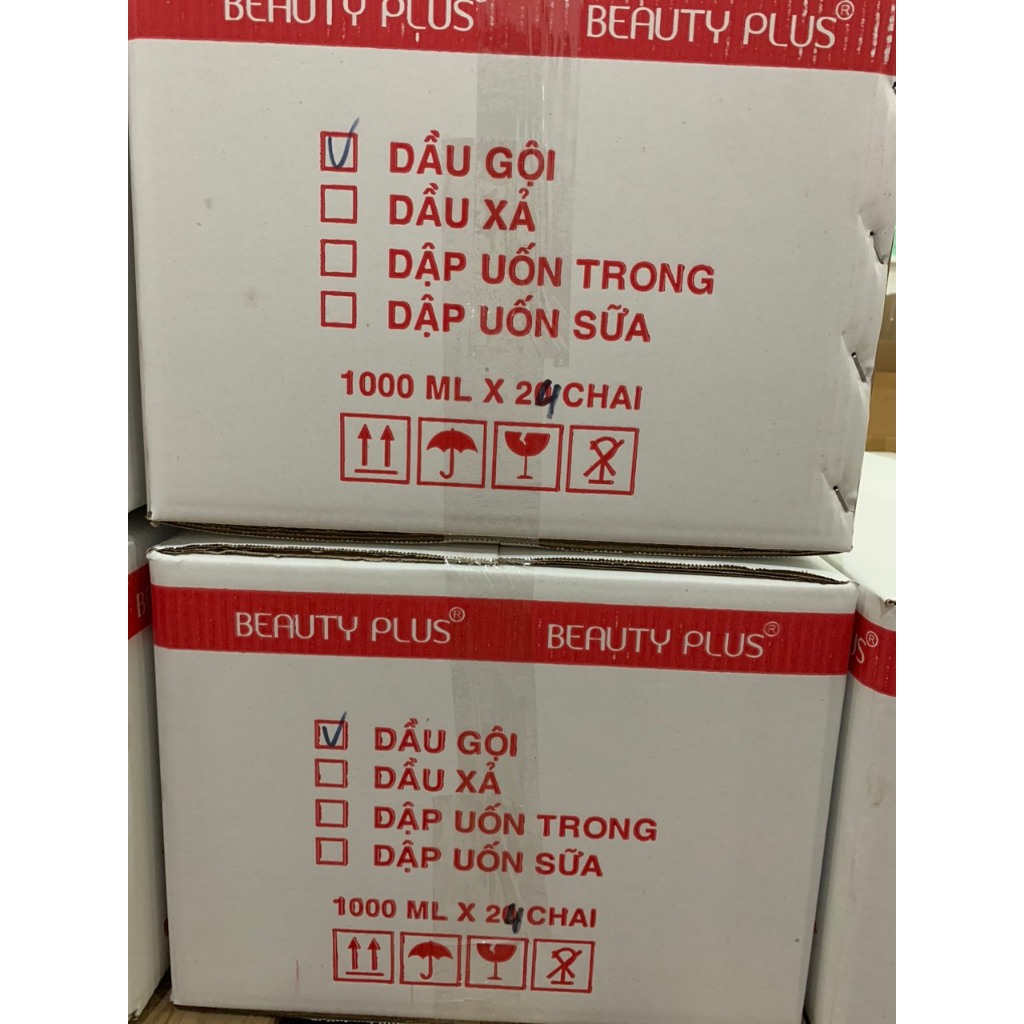 BEAUTY PLUS® BEAUTY PLUS®
DẦU GỘI
DẦU XẢ
DẬP UỐN TRONG
DẬP UỐN SỮA
1000 ML X 24 CHAI
BEAUTY PLUS® BEAUTY PLUS®
DẦU GỘI
DẦU XẢ
DẬP UỐN TRONG
DẬP UỐN SỮA
1000 ML X 24 CHAI